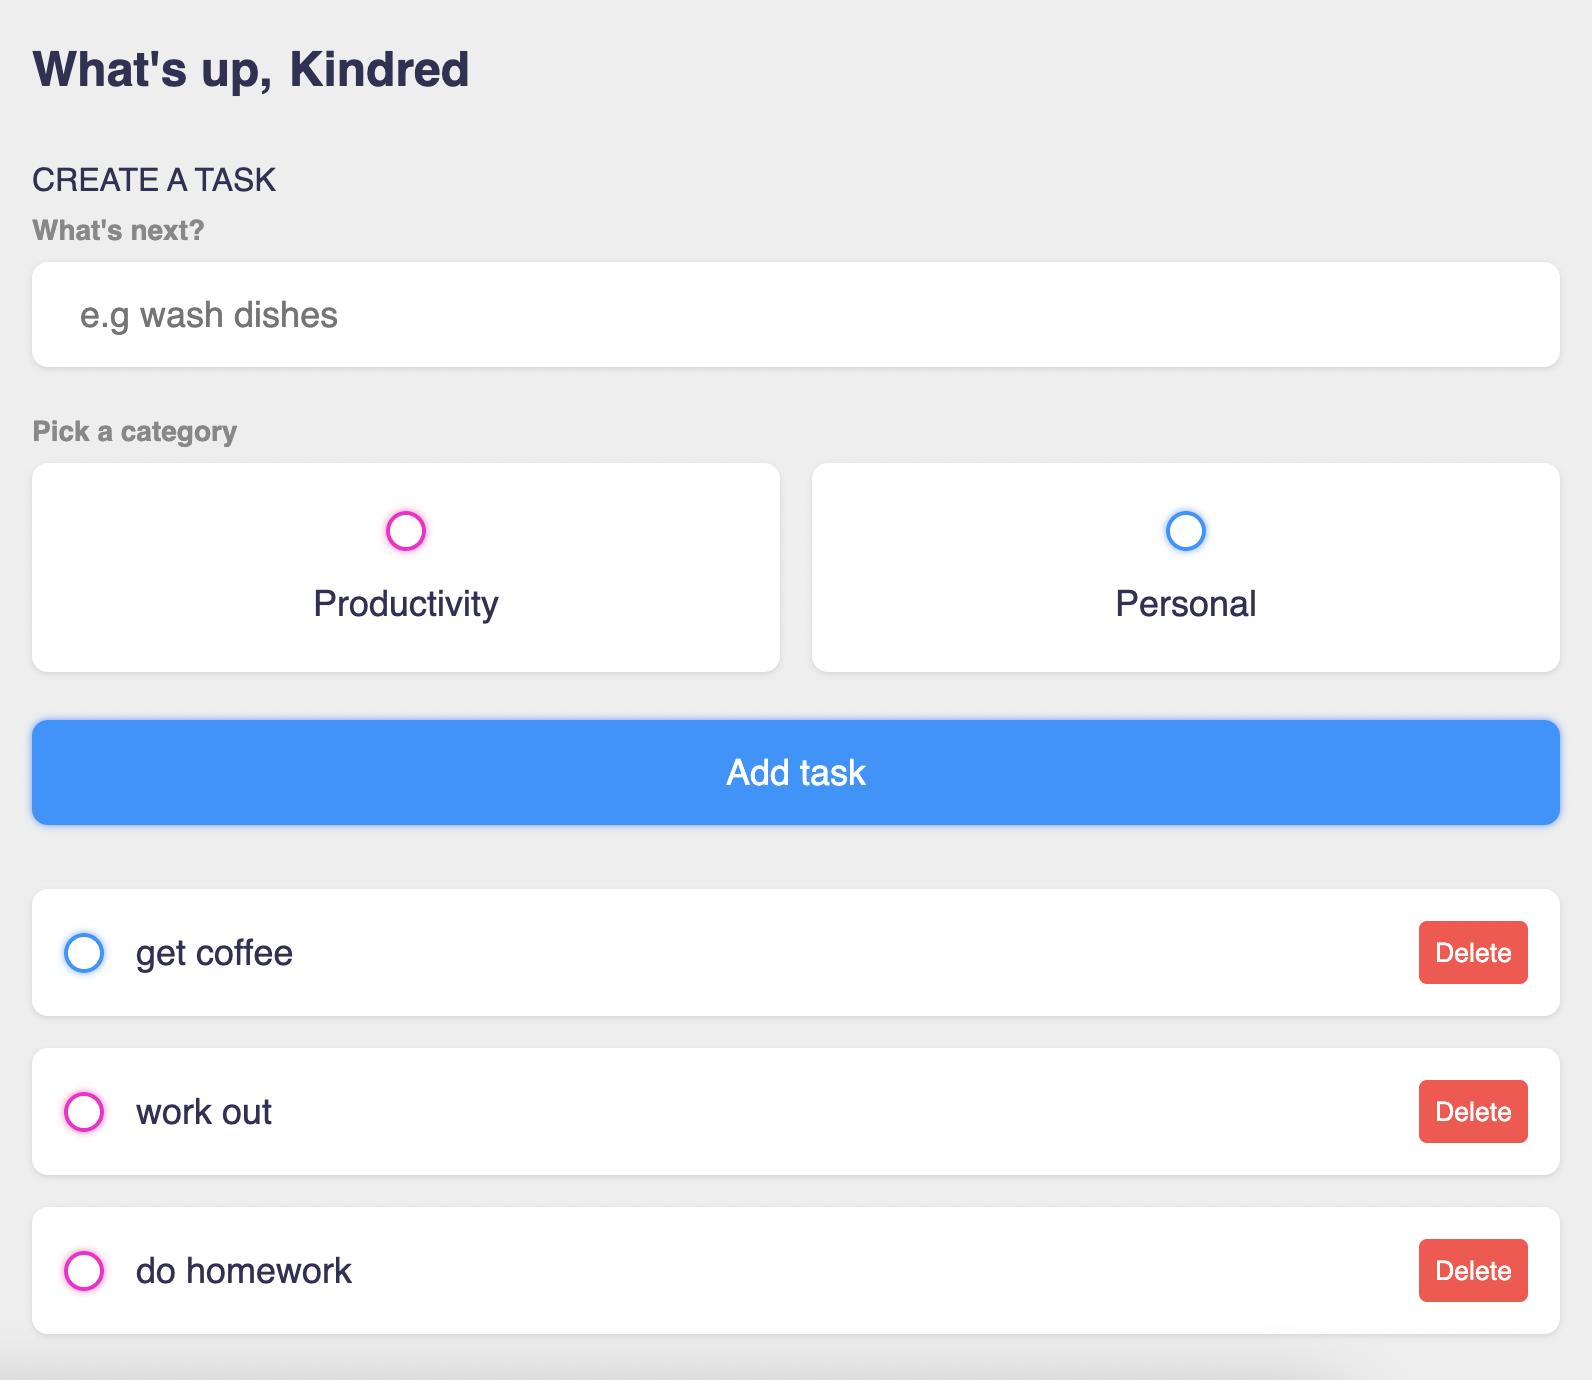 What's up, Kindred
CREATE A TASK
What's next?
e.g wash dishes
Pick a category
Productivity
Personal
Add task
get coffee
Delete
work out
Delete
do homework
Delete